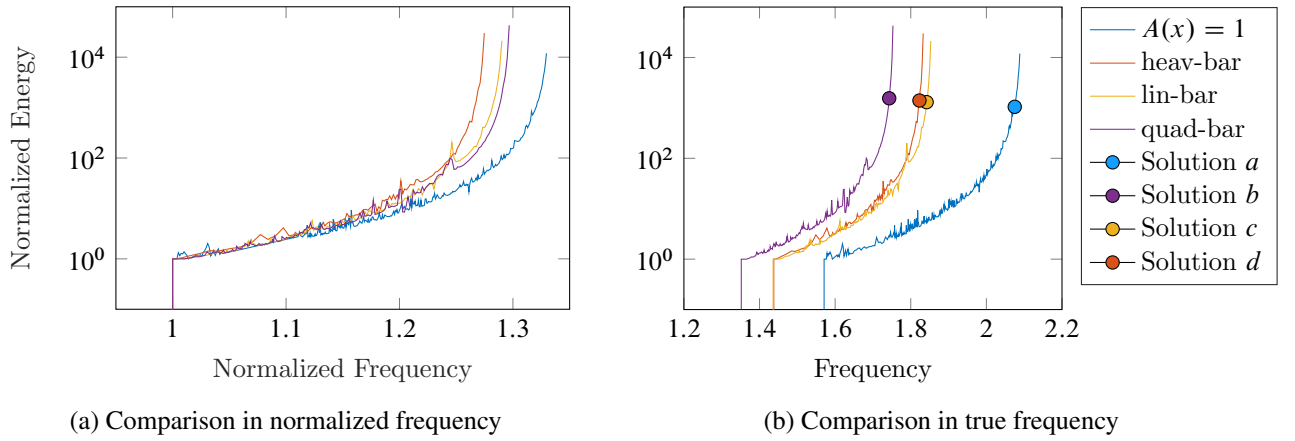 Normalized Energy
10^4
10^2
10^0
1
1.1
1.2
1.3
Normalized Frequency
(a) Comparison in normalized frequency
10^4
10^2
10^0
1.2
1.4
1.6
1.8
2
2.2
Frequency
(b) Comparison in true frequency
A(x) = 1
heav-bar
lin-bar
quad-bar
Solution a
Solution b
Solution c
Solution d